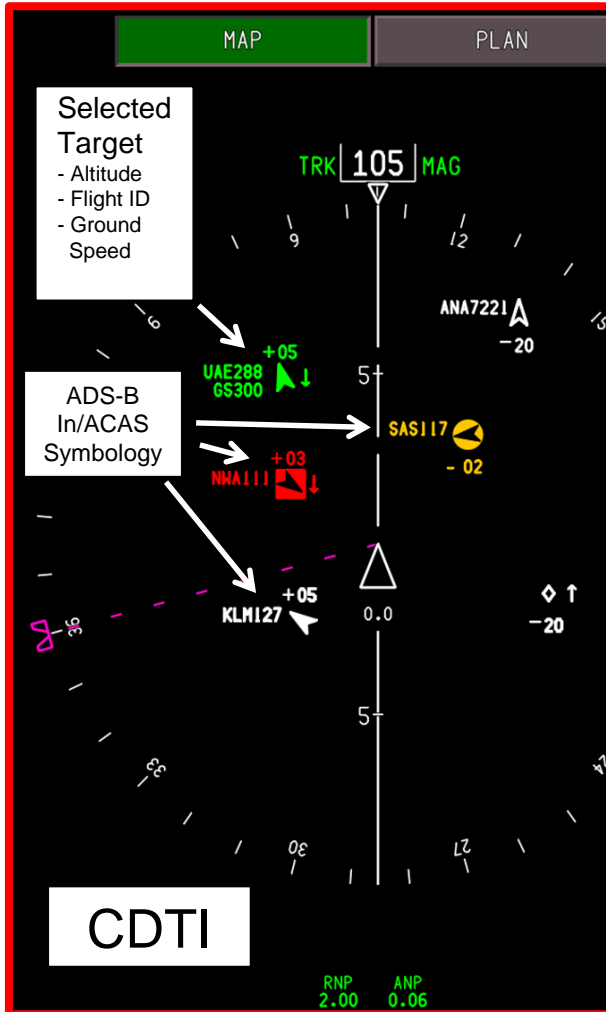 MAP
PLAN
Selected
Target
- Altitude
- Flight ID
- Ground
Speed
TRK 105 MAG
9
12
6
15
ANA7221
-20
+05
UAE288
GS300
↓
5
ADS-B
In/ACAS
Symbology
SAS117
- 02
+03
NWA111
↓
+05
KLM127
0.0
↑
-20
36
5
33
24
30
27
CDTI
RNP
2.00
ANP
0.06